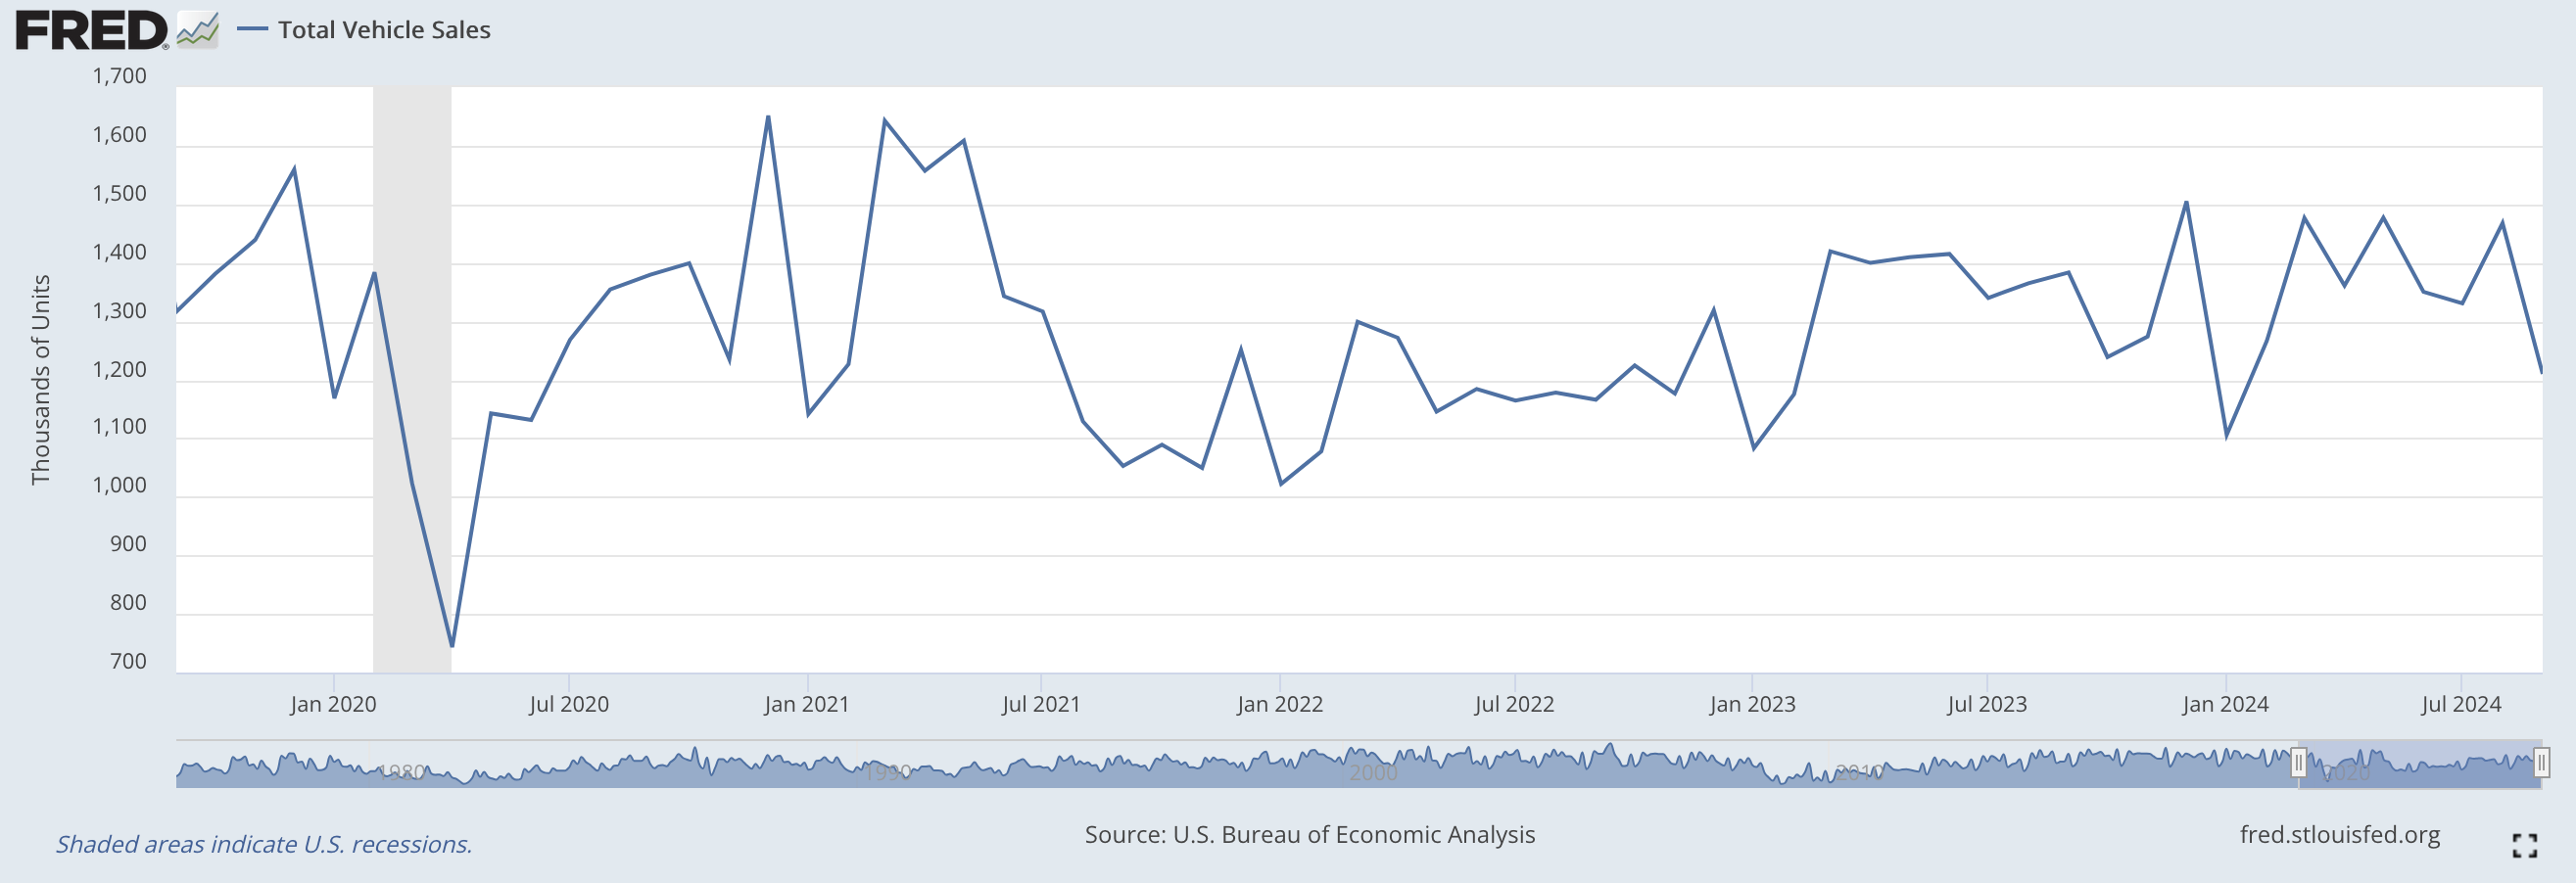 FRED® Total Vehicle Sales
1,700
1,600
1,500
1,400
1,300
1,200
1,100
1,000
900
800
700
Thousands of Units
Jan 2020 Jul 2020 Jan 2021 Jul 2021 Jan 2022 Jul 2022 Jan 2023 Jul 2023 Jan 2024 Jul 2024
1980 1990 2000 2010 2020
Shaded areas indicate U.S. recessions. Source: U.S. Bureau of Economic Analysis fred.stlouisfed.org